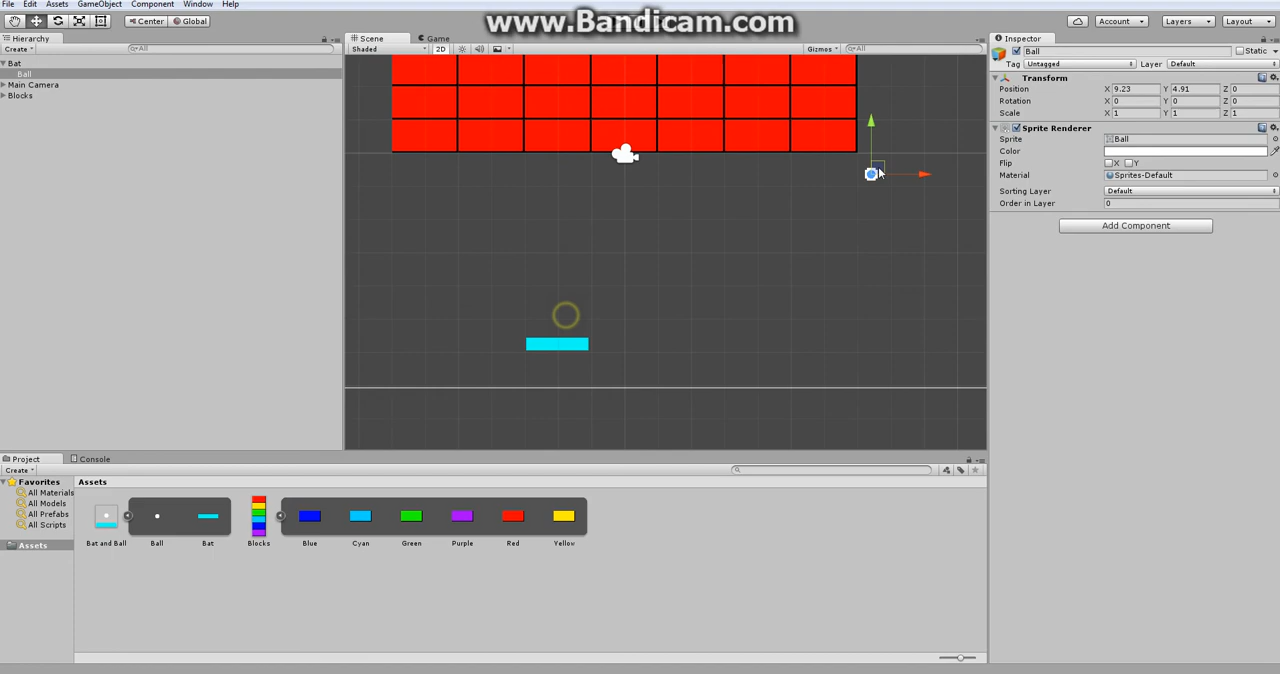 File Edit Assets GameObject Component Window Help
www.Bandicam.com
Center Global
Account Layers Layout
Hierarchy
Create All
Bat
Ball
Main Camera
Blocks
Scene Game
Shaded 2D Gizmos All
Inspector
Ball Static
Tag Untagged Layer Default
Transform
Position X 9.23 Y 4.91 Z 0
Rotation X 0 Y 0 Z 0
Scale X 1 Y 1 Z 1
Sprite Renderer
Sprite Ball
Color
Flip X Y
Material Sprites-Default
Sorting Layer Default
Order in Layer 0
Add Component
Project Console
Create
Favorites
All Materials
All Models
All Prefabs
All Scripts
Assets
Assets
Bat and Ball Ball Bat Blocks Blue Cyan Green Purple Red Yellow